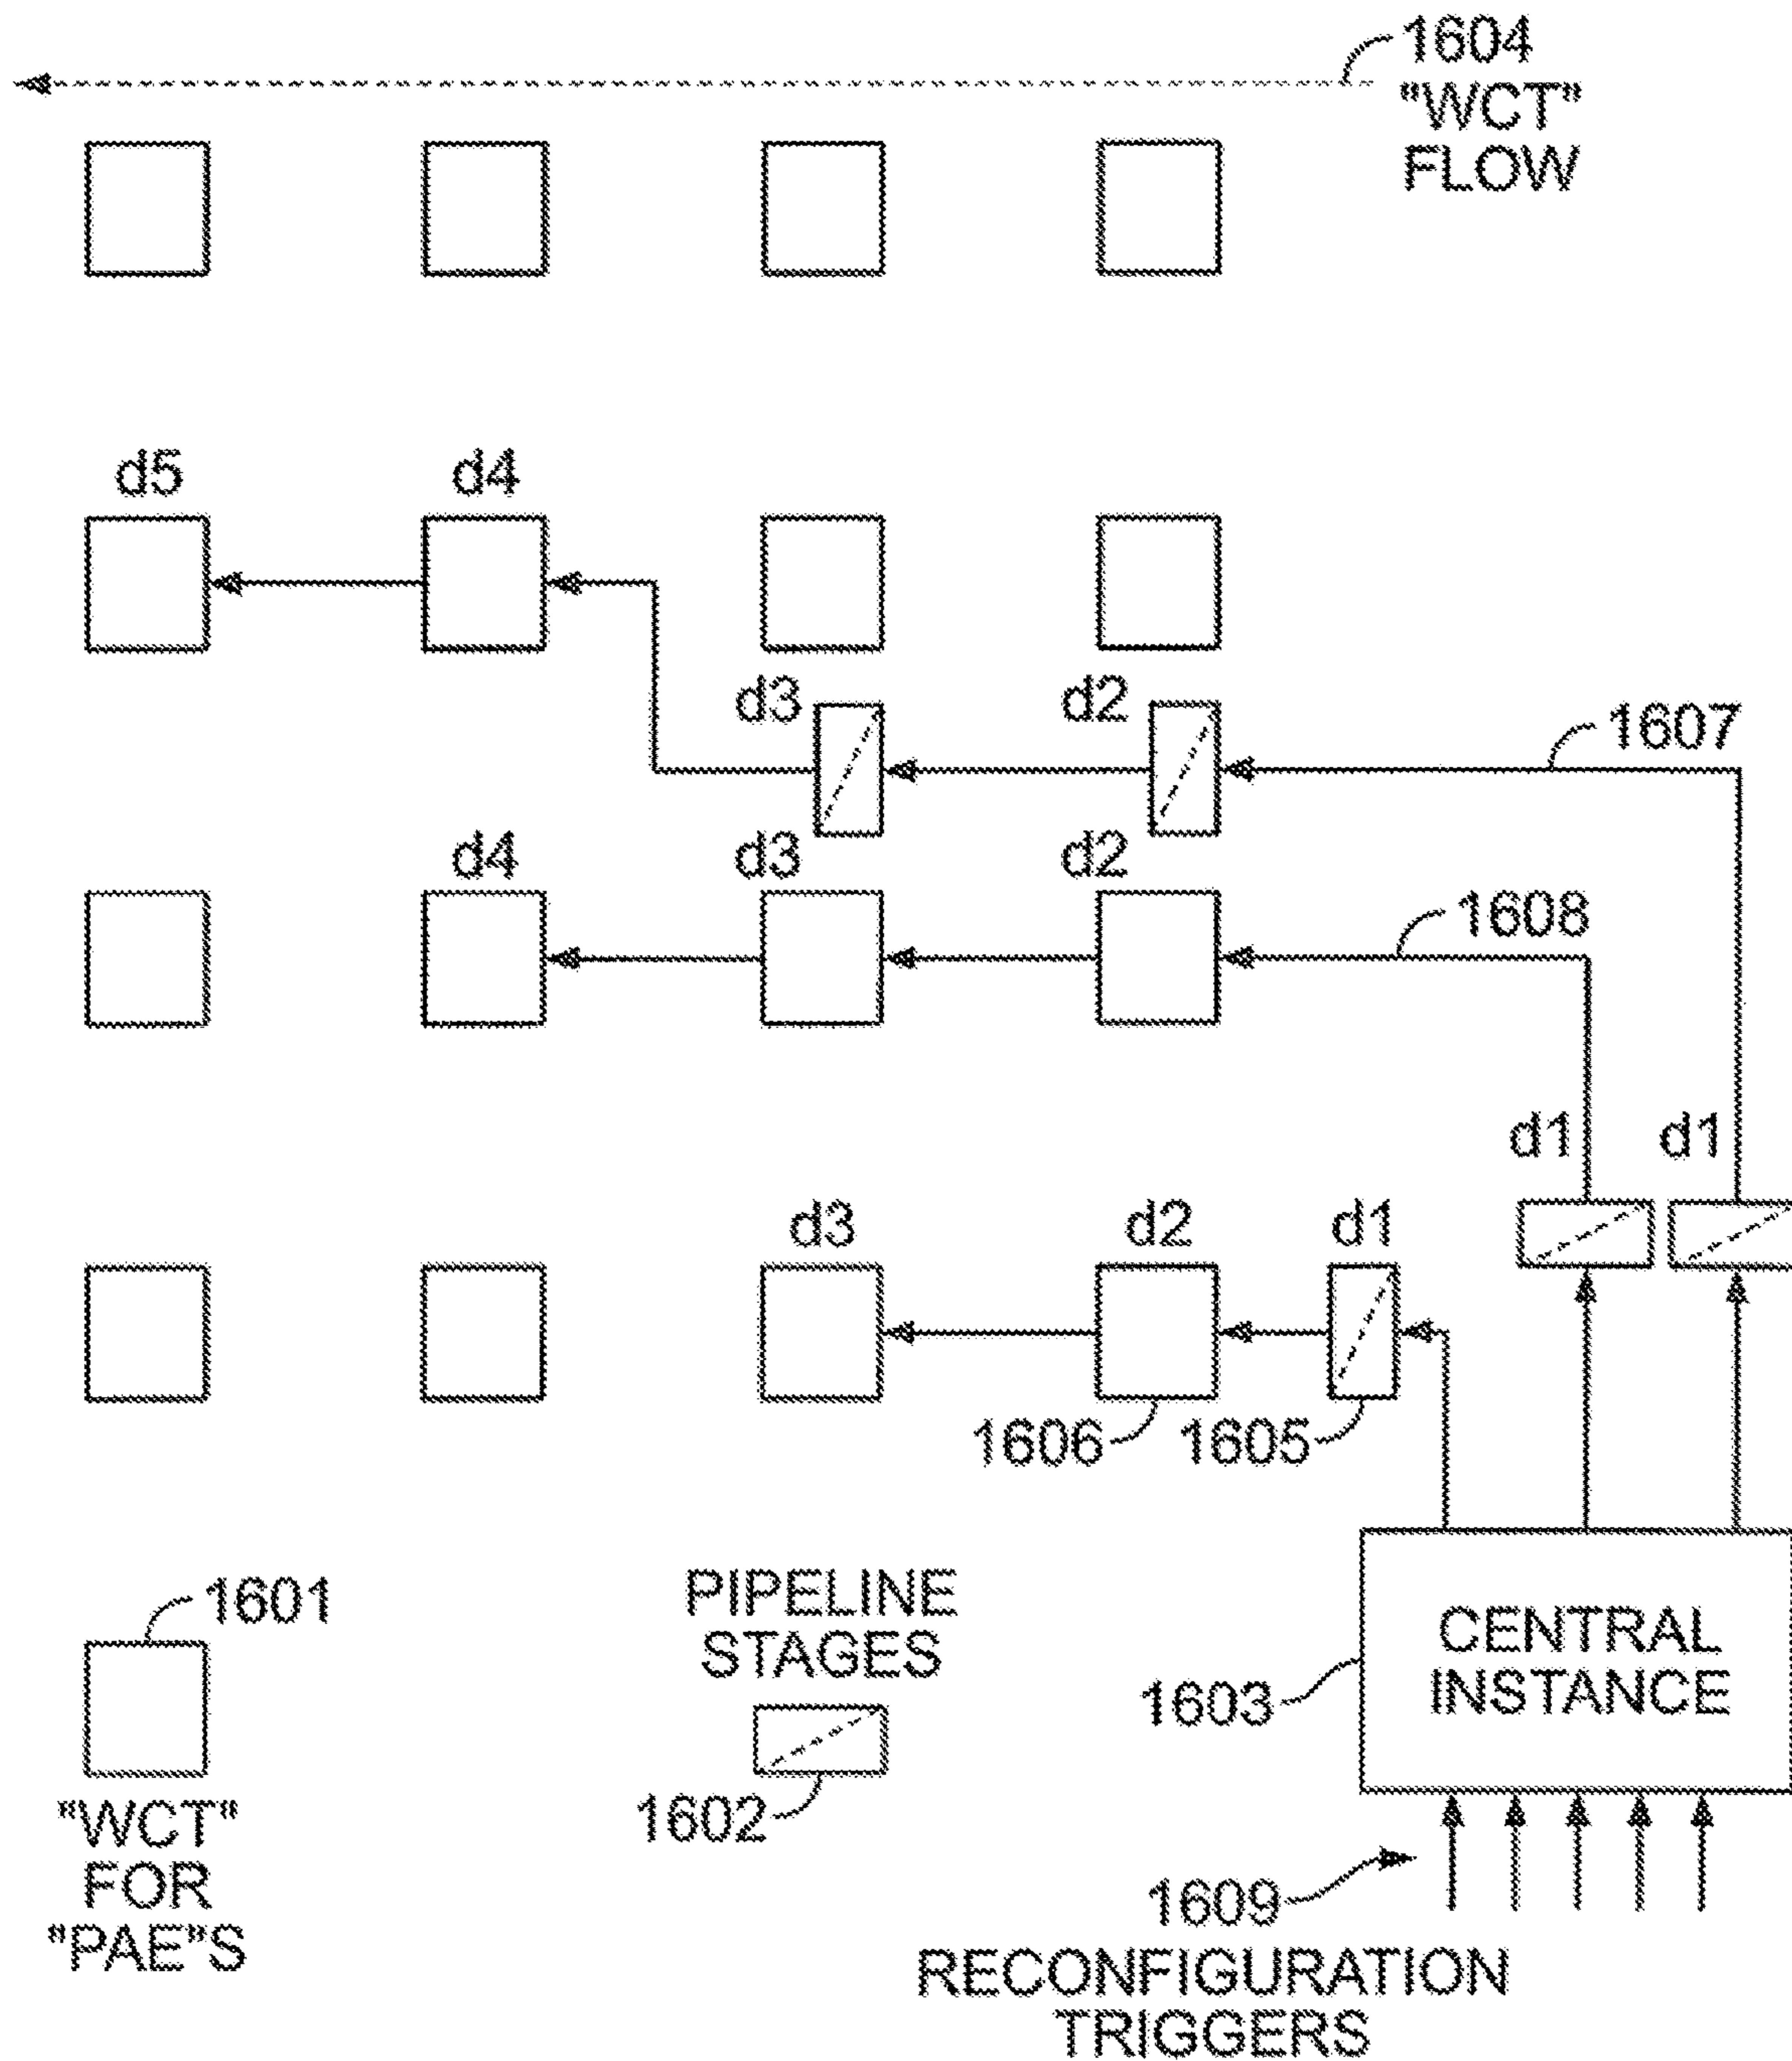 1604
"WCT"
FLOW
d5
d4
d3
d2
1607
d4
d3
d2
1608
d1
d1
d3
d2
d1
1606
1605
1601
PIPELINE
STAGES
CENTRAL
INSTANCE
1603
1602
"WCT"
FOR
"PAE"S
1609
RECONFIGURATION
TRIGGERS